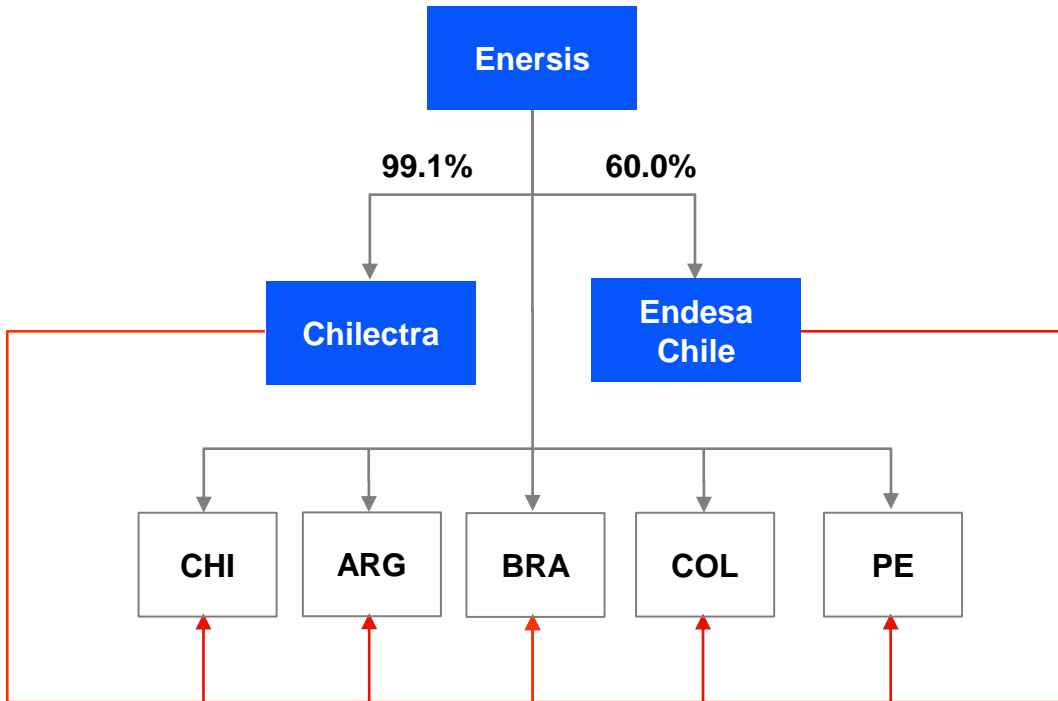 Enersis
99.1%
60.0%
Chilectra
Endesa
Chile
CHI
ARG
BRA
COL
PE